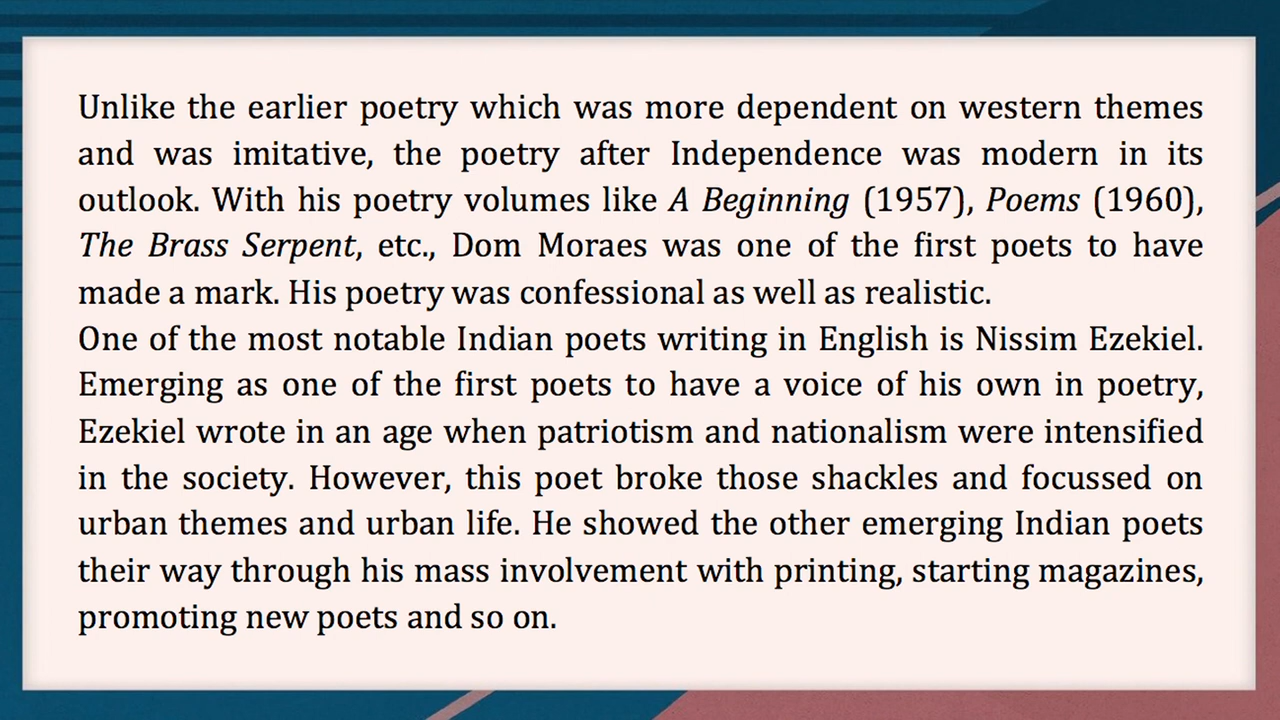 Unlike the earlier poetry which was more dependent on western themes
and was imitative, the poetry after Independence was modern in its
outlook. With his poetry volumes like A Beginning (1957), Poems (1960),
The Brass Serpent, etc., Dom Moraes was one of the first poets to have
made a mark. His poetry was confessional as well as realistic.
One of the most notable Indian poets writing in English is Nissim Ezekiel.
Emerging as one of the first poets to have a voice of his own in poetry,
Ezekiel wrote in an age when patriotism and nationalism were intensified
in the society. However, this poet broke those shackles and focussed on
urban themes and urban life. He showed the other emerging Indian poets
their way through his mass involvement with printing, starting magazines,
promoting new poets and so on.